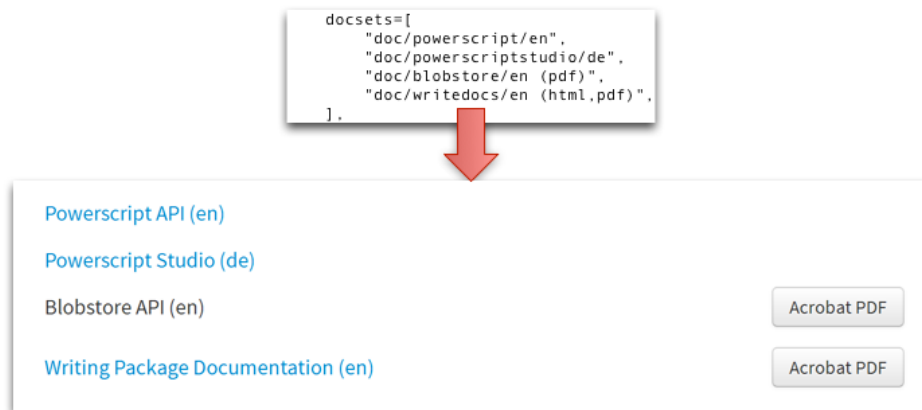 docsets=[
"doc/powerscript/en",
"doc/powerscriptstudio/de",
"doc/blobstore/en (pdf)",
"doc/writedocs/en (html,pdf)",
],
Powerscript API (en)
Powerscript Studio (de)
Blobstore API (en) Acrobat PDF
Writing Package Documentation (en) Acrobat PDF